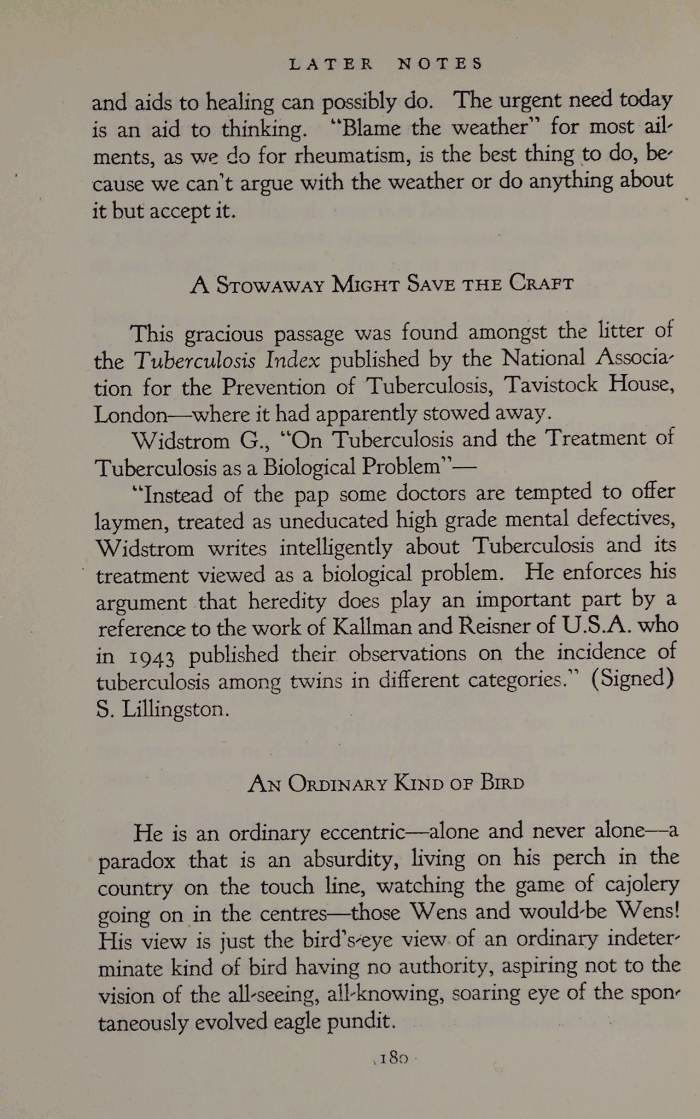 LATER NOTES
and aids to healing can possibly do. The urgent need today
is an aid to thinking. “Blame the weather” for most ail-
ments, as we do for rheumatism, is the best thing to do, be-
cause we can’t argue with the weather or do anything about
it but accept it.
A Stowaway Might Save the Craft
This gracious passage was found amongst the litter of
the Tuberculosis Index published by the National Associa-
tion for the Prevention of Tuberculosis, Tavistock House,
London—where it had apparently stowed away.
Widstrom G., “On Tuberculosis and the Treatment of
Tuberculosis as a Biological Problem”—
“Instead of the pap some doctors are tempted to offer
laymen, treated as uneducated high grade mental defectives,
Widstrom writes intelligently about Tuberculosis and its
treatment viewed as a biological problem. He enforces his
argument that heredity does play an important part by a
reference to the work of Kallman and Reisner of U.S.A. who
in 1943 published their observations on the incidence of
tuberculosis among twins in different categories.” (Signed)
S. Lillingston.
An Ordinary Kind of Bird
He is an ordinary eccentric—alone and never alone—a
paradox that is an absurdity, living on his perch in the
country on the touch line, watching the game of cajolery
going on in the centres—those Wens and would-be Wens!
His view is just the bird’s-eye view of an ordinary indeter-
minate kind of bird having no authority, aspiring not to the
vision of the all-seeing, all-knowing, soaring eye of the spon-
taneously evolved eagle pundit.
180